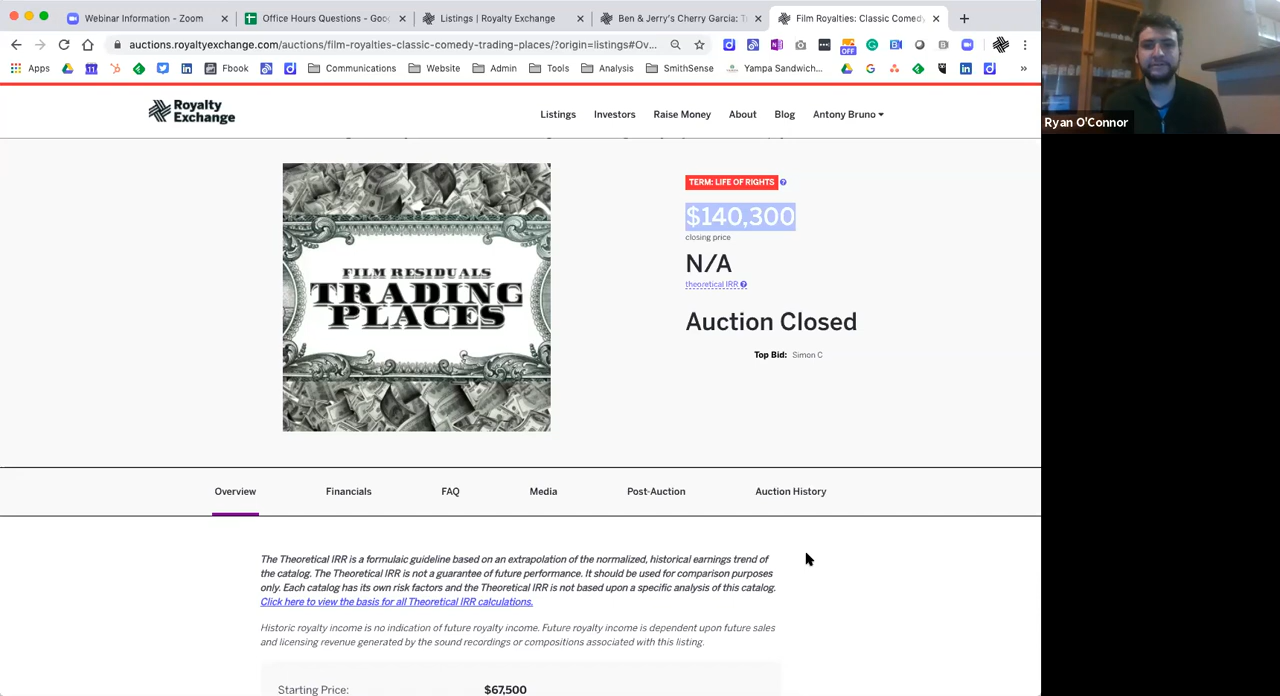 Webinar Information - Zoom
Office Hours Questions - Goo
Listings | Royalty Exchange
Ben & Jerry's Cherry Garcia: T
Film Royalties: Classic Comedy
auctions.royaltyexchange.com/auctions/film-royalties-classic-comedy-trading-places/?origin=listings#Ov...
OFF
Apps
11
Fbook
Communications
Website
Admin
Tools
Analysis
SmithSense
Yampa Sandwich...
»
Ryan O'Connor
Royalty
Exchange
Listings
Investors
Raise Money
About
Blog
Antony Bruno
FILM RESIDUALS
TRADING
PLACES
TERM: LIFE OF RIGHTS
$140,300
closing price
N/A
theoretical IRR
Auction Closed
Top Bid: Simon C
Overview
Financials
FAQ
Media
Post-Auction
Auction History
The Theoretical IRR is a formulaic guideline based on an extrapolation of the normalized, historical earnings trend of
the catalog. The Theoretical IRR is not a guarantee of future performance. It should be used for comparison purposes
only. Each catalog has its own risk factors and the Theoretical IRR is not based upon a specific analysis of this catalog.
Click here to view the basis for all Theoretical IRR calculations.
Historic royalty income is no indication of future royalty income. Future royalty income is dependent upon future sales
and licensing revenue generated by the sound recordings or compositions associated with this listing.
Starting Price: $67,500